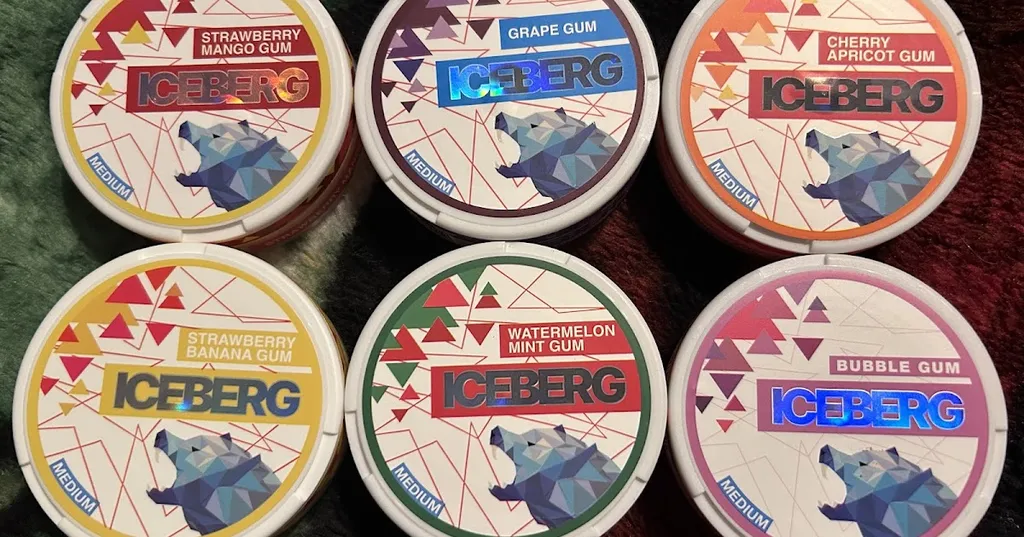 STRAWBERRY
MANGO GUM
ICEBERG
MEDIUM
GRAPE GUM
ICEBERG
MEDIUM
CHERRY
APRICOT GUM
ICEBERG
MEDIUM
STRAWBERRY
BANANA GUM
ICEBERG
MEDIUM
WATERMELON
MINT GUM
ICEBERG
MEDIUM
BUBBLE GUM
ICEBERG
MEDIUM